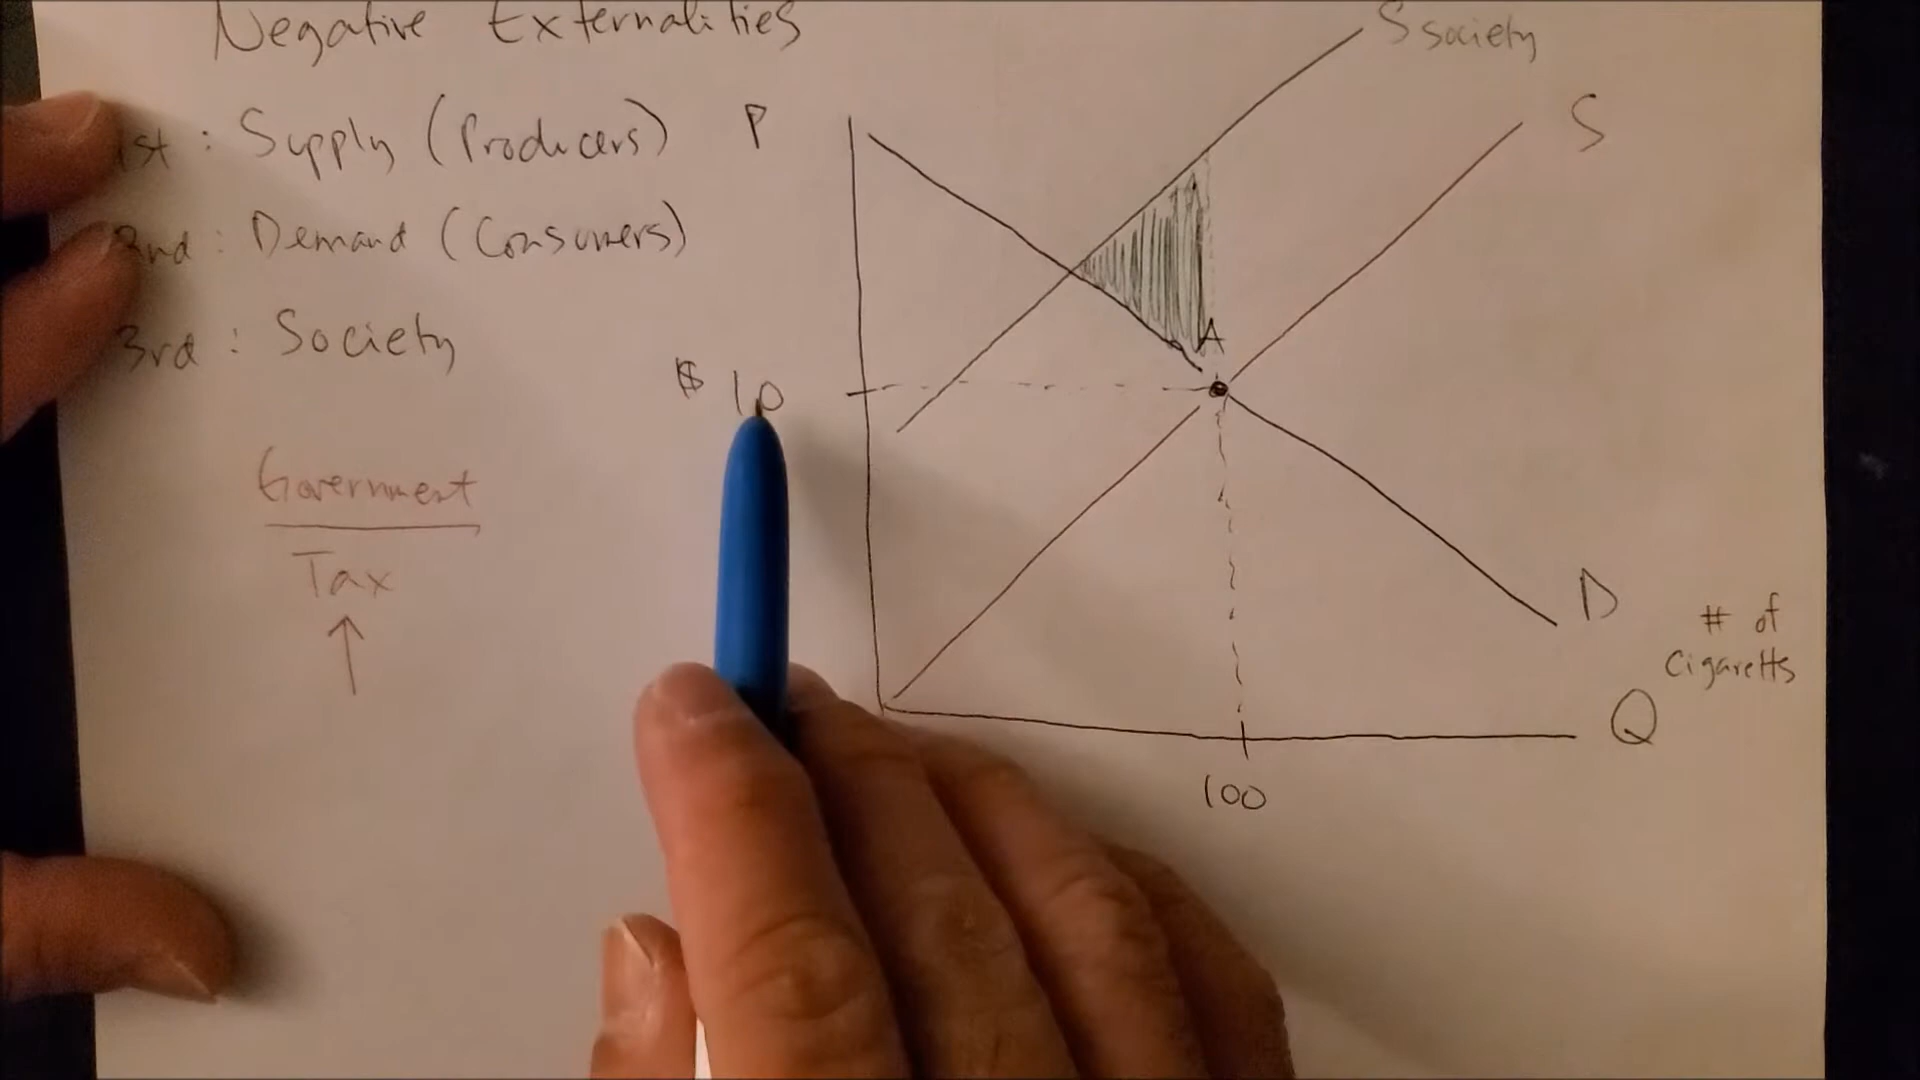 Negative Externalities
1st : Supply (Producers)
2nd : Demand (Consumers)
3rd : Society
Government
Tax
P
$ 10
S society
S
A
D
# of
Cigaretts
Q
100